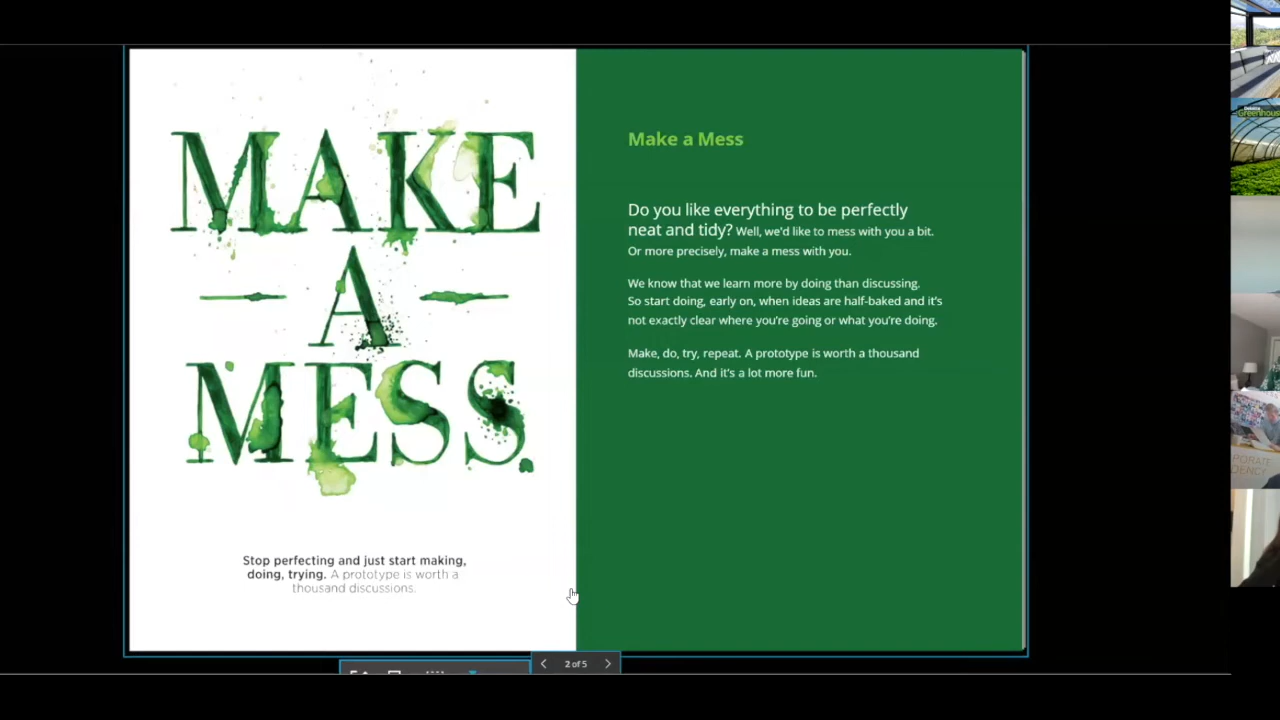 MAKE
A
MESS.
Stop perfecting and just start making,
doing, trying. A prototype is worth a
thousand discussions.
Make a Mess
Do you like everything to be perfectly
neat and tidy? Well, we'd like to mess with you a bit.
Or more precisely, make a mess with you.
We know that we learn more by doing than discussing.
So start doing, early on, when ideas are half-baked and it's
not exactly clear where you're going or what you're doing.
Make, do, try, repeat. A prototype is worth a thousand
discussions. And it's a lot more fun.
2 of 5